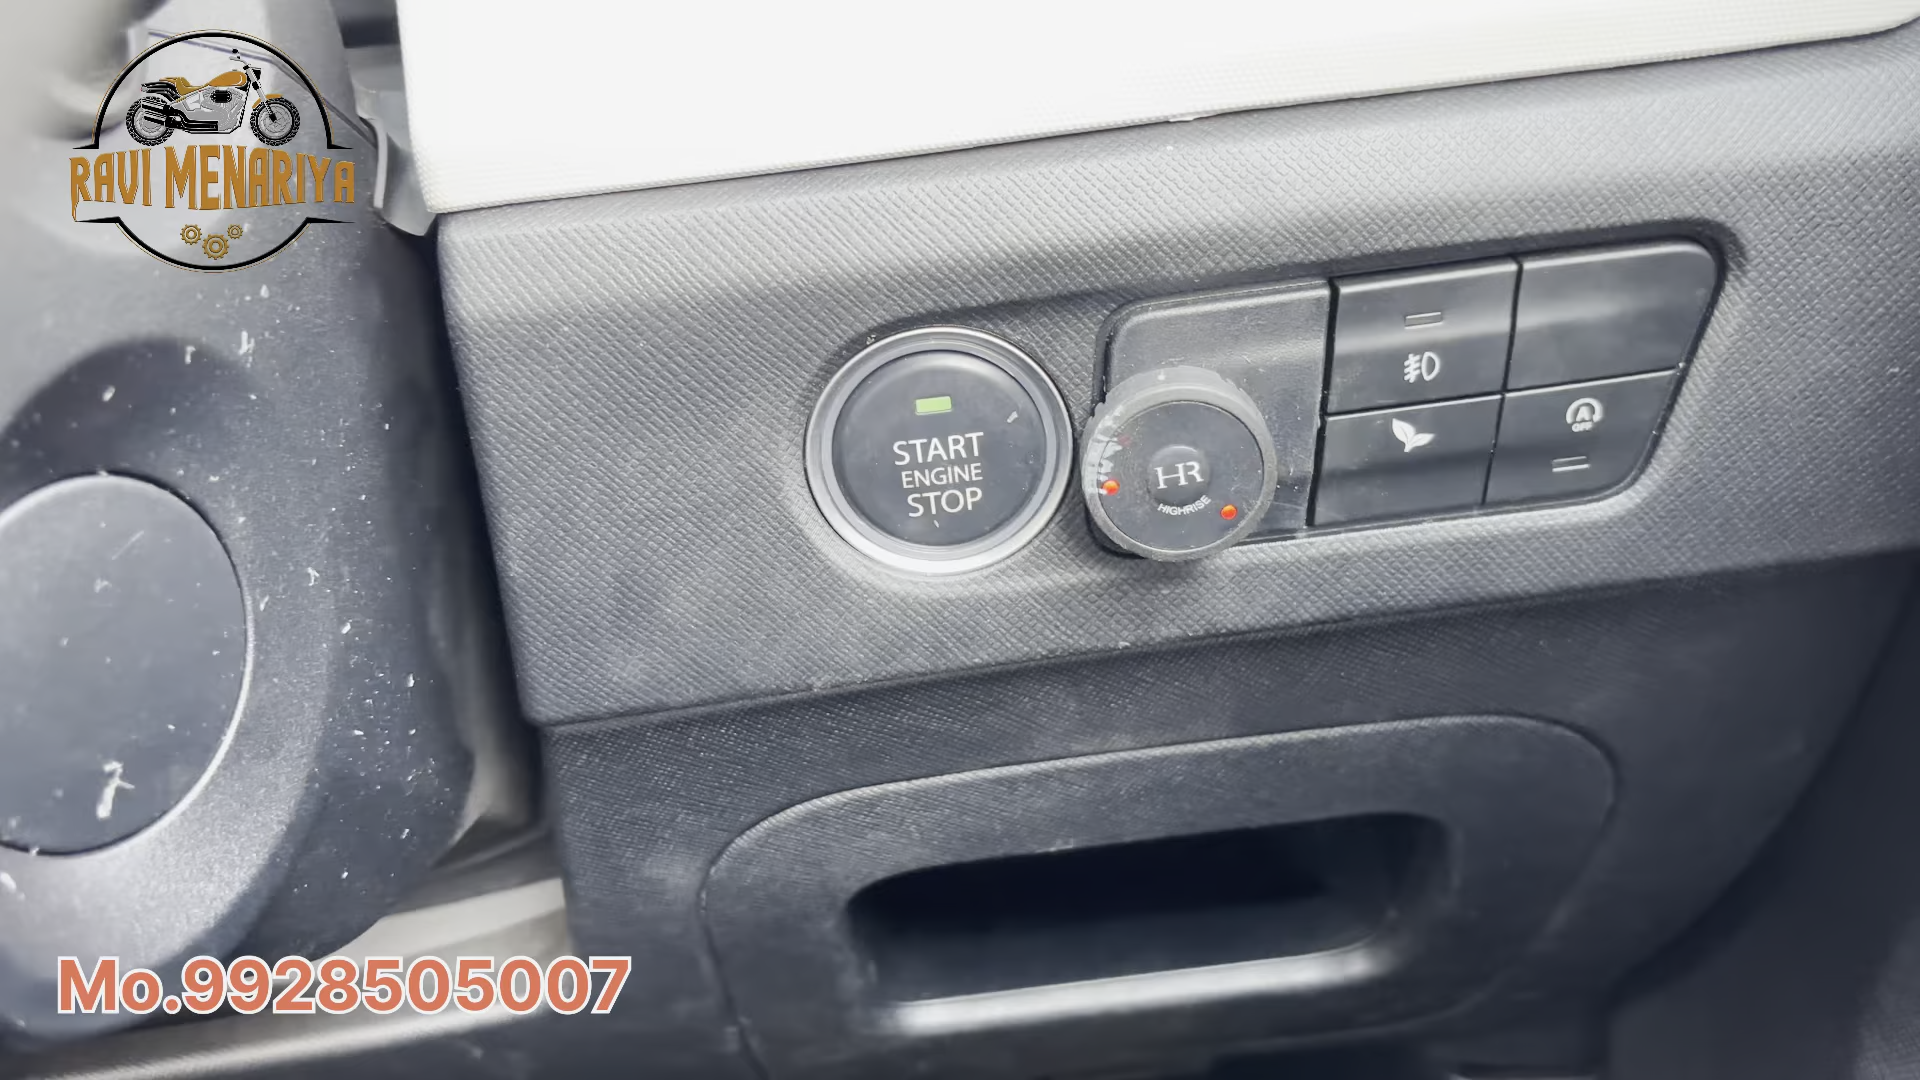 RAVI MENARIYA
START
ENGINE
STOP
HR
HIGHRISE
A
OFF
Mo.9928505007